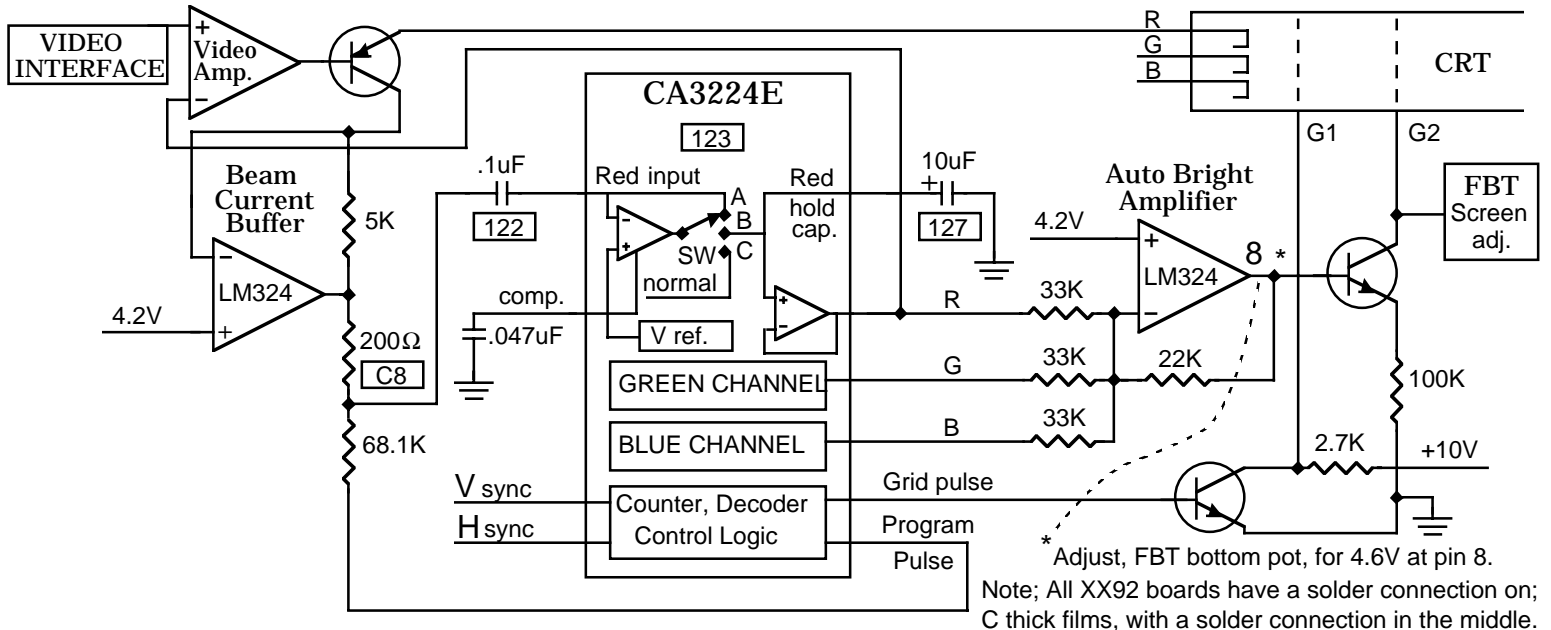 VIDEO
INTERFACE
+
Video
Amp.
−
R
G
B
CRT
G1
G2
CA3224E
123
.1uF
122
Red input
A
B
C
SW
normal
-
+
Red
hold
cap.
10uF
+
127
Beam
Current
Buffer
5K
−
LM324
+
4.2V
200Ω
C8
68.1K
comp.
.047uF
V ref.
+
-
Auto Bright
Amplifier
4.2V
+
LM324
−
8 *
FBT
Screen
adj.
R
33K
GREEN CHANNEL
G
33K
22K
100K
BLUE CHANNEL
B
33K
2.7K
+10V
V sync
H sync
Counter, Decoder
Control Logic
Grid pulse
Program
Pulse
* Adjust, FBT bottom pot, for 4.6V at pin 8.
Note; All XX92 boards have a solder connection on;
C thick films, with a solder connection in the middle.